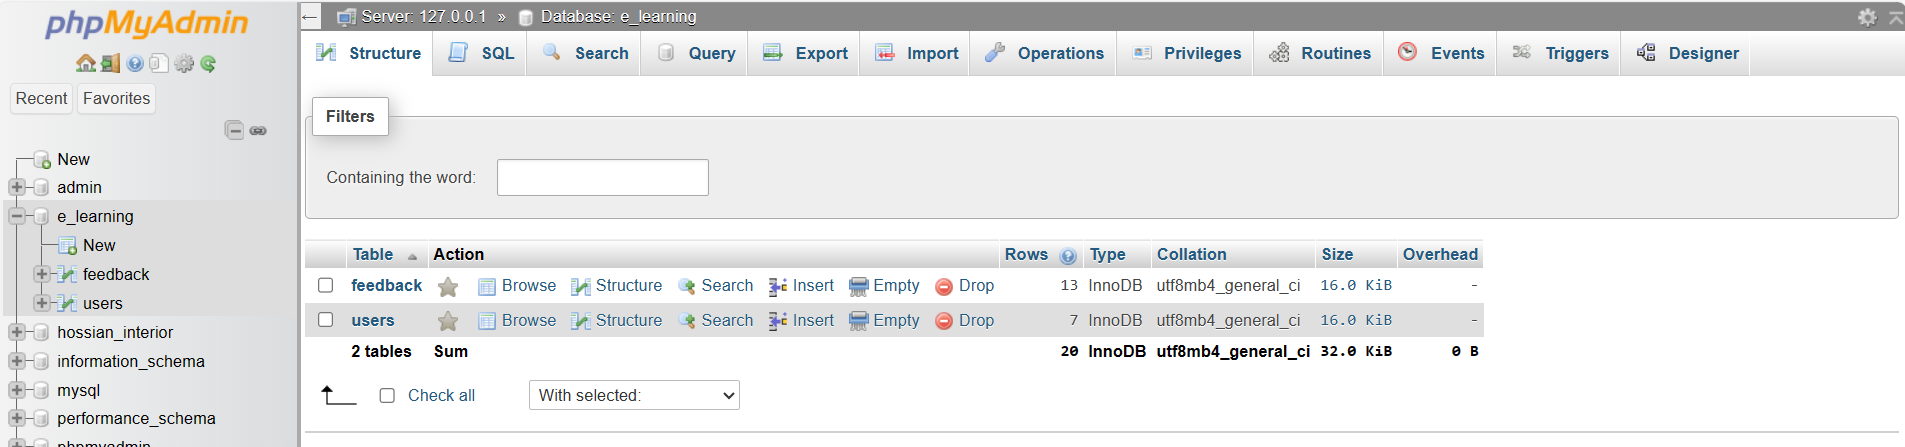 phpMyAdmin
Recent Favorites
New
admin
e_learning
New
feedback
users
hossian_interior
information_schema
mysql
performance_schema
phpmyadmin
Server: 127.0.0.1 » Database: e_learning
Structure SQL Search Query Export Import Operations Privileges Routines Events Triggers Designer
Filters
Containing the word:
Table Action Rows Type Collation Size Overhead
feedback Browse Structure Search Insert Empty Drop 13 InnoDB utf8mb4_general_ci 16.0 KiB -
users Browse Structure Search Insert Empty Drop 7 InnoDB utf8mb4_general_ci 16.0 KiB -
2 tables Sum 20 InnoDB utf8mb4_general_ci 32.0 KiB 0 B
Check all With selected: